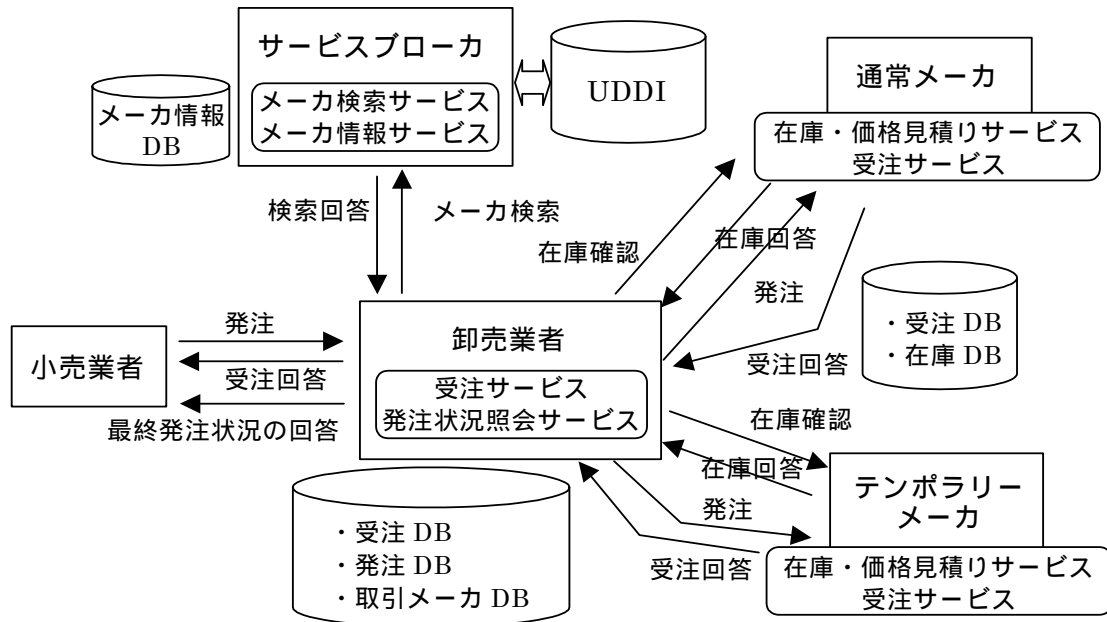 サービスブローカ
メーカ検索サービス
メーカ情報サービス
メーカ情報
DB
UDDI
通常メーカ
在庫・価格見積りサービス
受注サービス
検索回答
メーカ検索
在庫確認
在庫回答
発注
受注回答
・受注 DB
・在庫 DB
小売業者
発注
受注回答
最終発注状況の回答
卸売業者
受注サービス
発注状況照会サービス
在庫確認
在庫回答
発注
受注回答
テンポラリー
メーカ
在庫・価格見積りサービス
受注サービス
・受注 DB
・発注 DB
・取引メーカ DB